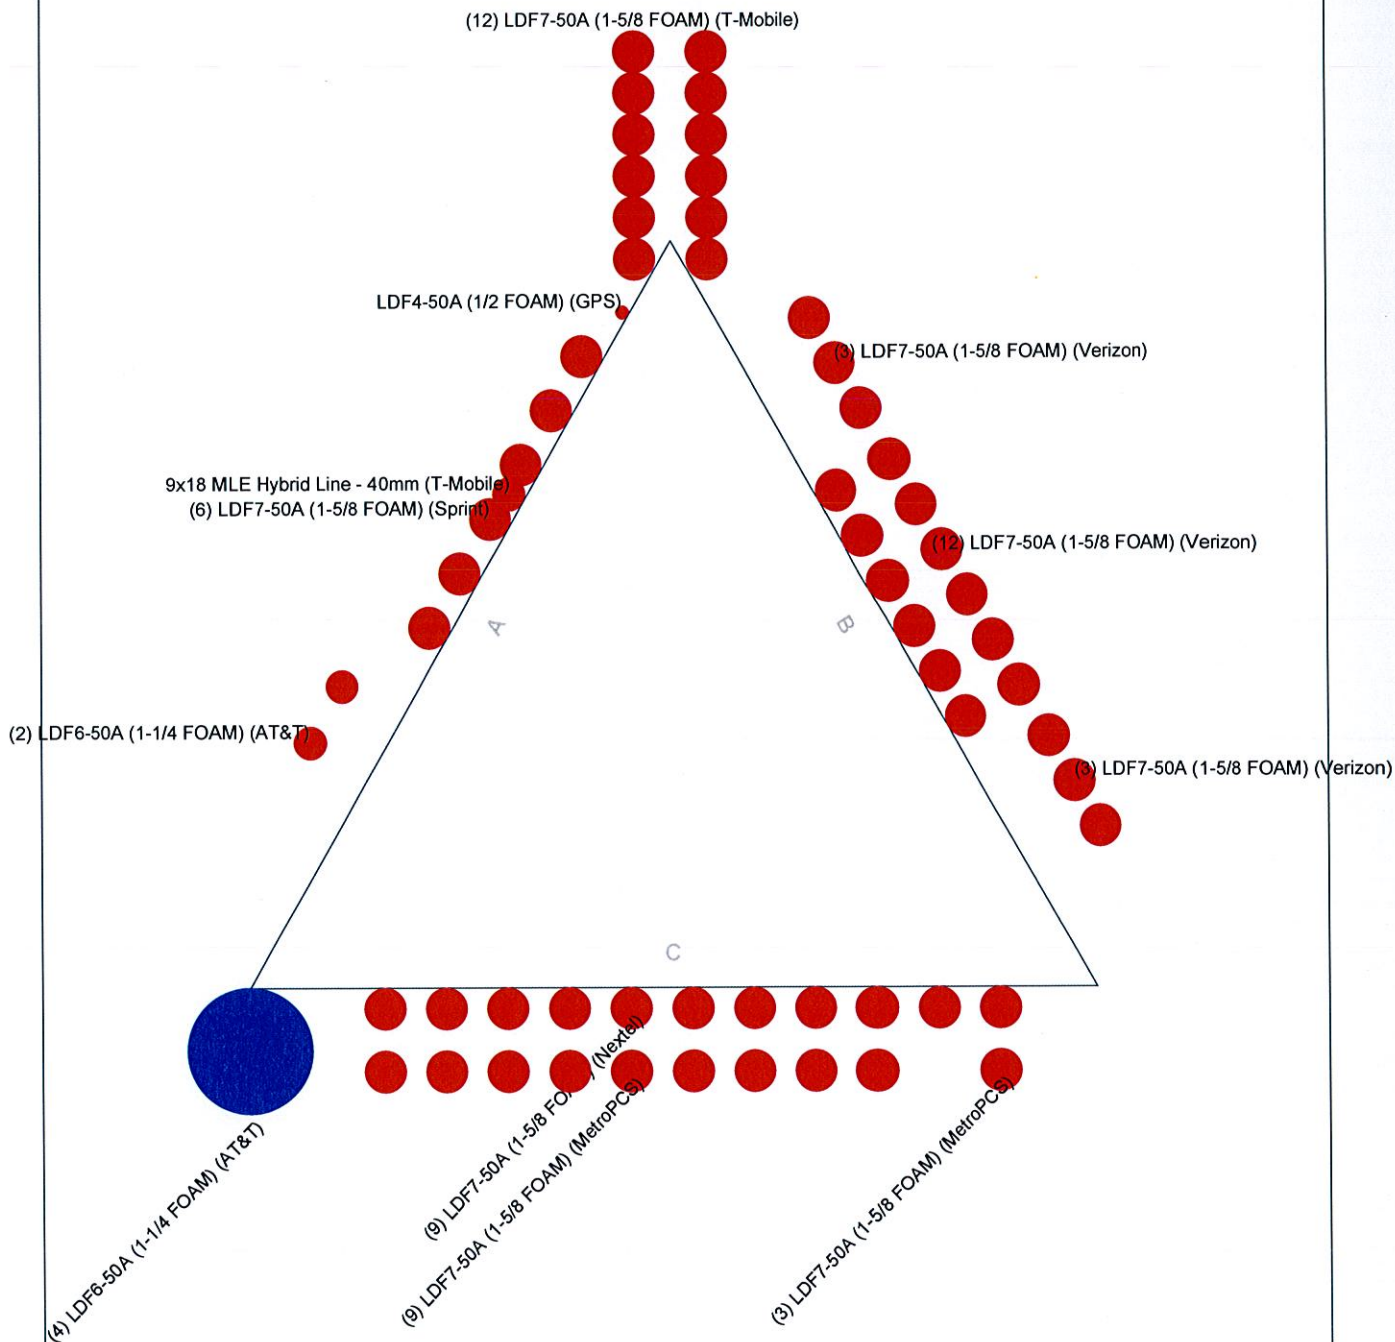 (12) LDF7-50A (1-5/8 FOAM) (T-Mobile)
LDF4-50A (1/2 FOAM) (GPS)
(3) LDF7-50A (1-5/8 FOAM) (Verizon)
9x18 MLE Hybrid Line - 40mm (T-Mobile)
(6) LDF7-50A (1-5/8 FOAM) (Sprint)
(12) LDF7-50A (1-5/8 FOAM) (Verizon)
A
B
(2) LDF6-50A (1-1/4 FOAM) (AT&T)
(3) LDF7-50A (1-5/8 FOAM) (Verizon)
C
(4) LDF6-50A (1-1/4 FOAM) (AT&T)
(9) LDF7-50A (1-5/8 FOAM) (Nextel)
(9) LDF7-50A (1-5/8 FOAM) (MetroPCS)
(3) LDF7-50A (1-5/8 FOAM) (MetroPCS)